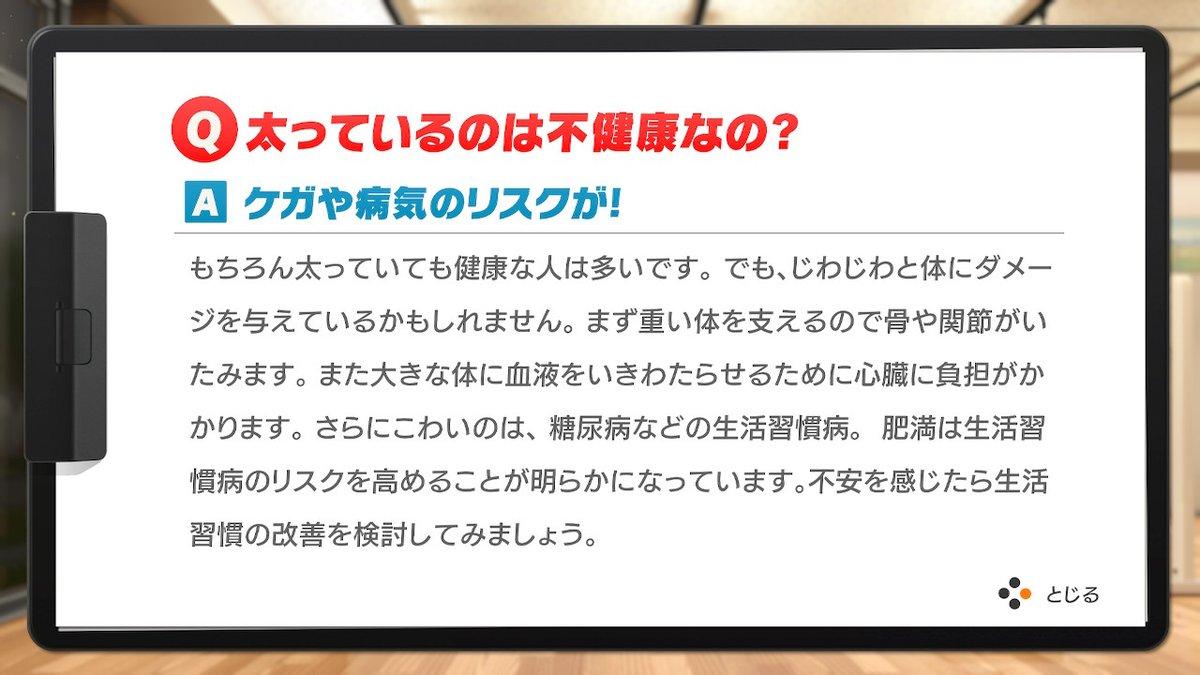 Q 太っているのは不健康なの?
A ケガや病気のリスクが!
もちろん太っていても健康な人は多いです。でも、じわじわと体にダメー
ジを与えているかもしれません。まず重い体を支えるので骨や関節がい
たみます。また大きな体に血液をいきわたらせるために心臓に負担がか
かります。さらにこわいのは、糖尿病などの生活習慣病。 肥満は生活習
慣病のリスクを高めることが明らかになっています。不安を感じたら生活
習慣の改善を検討してみましょう。
とじる